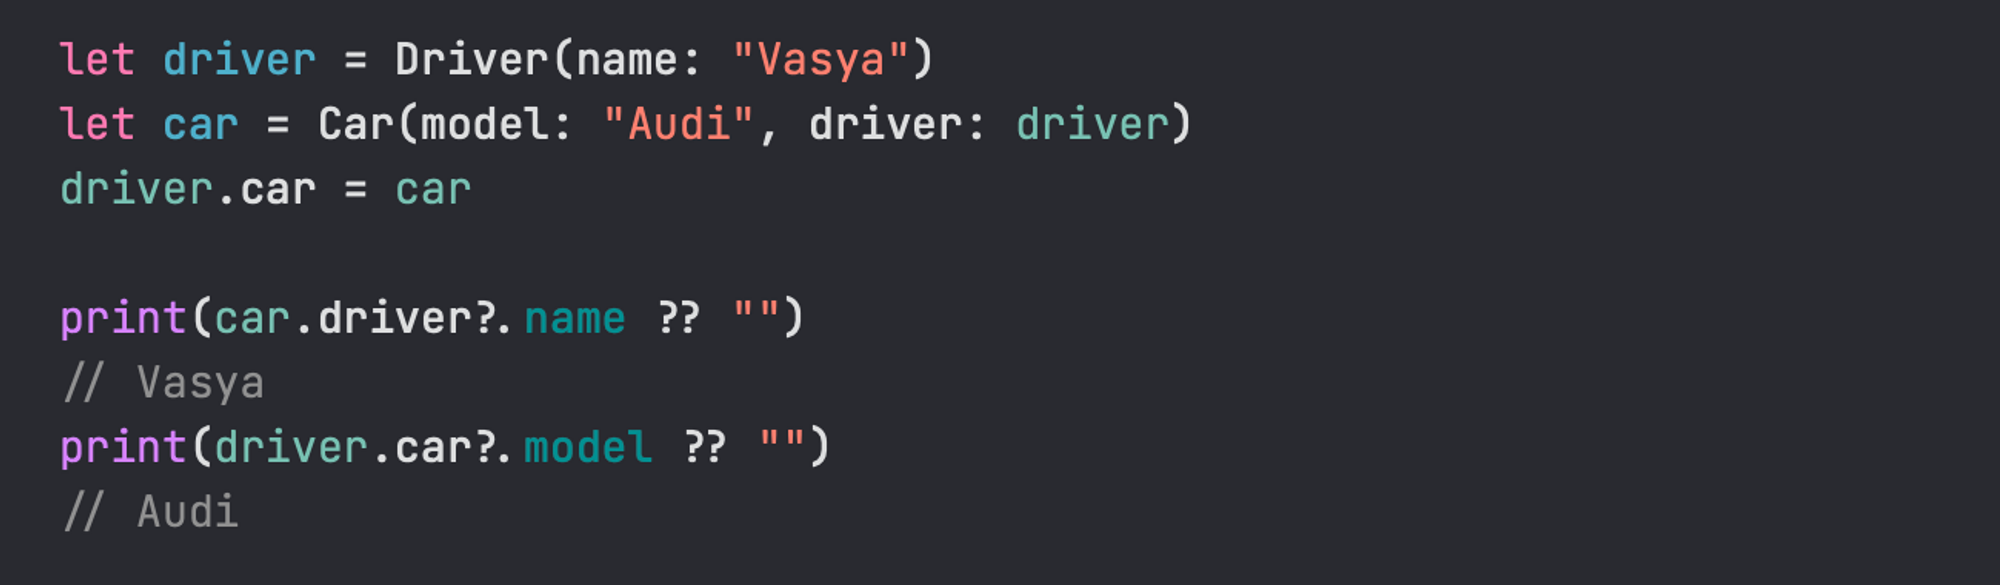 let driver = Driver(name: "Vasya")
let car = Car(model: "Audi", driver: driver)
driver.car = car
print(car.driver?.name ?? "")
// Vasya
print(driver.car?.model ?? "")
// Audi